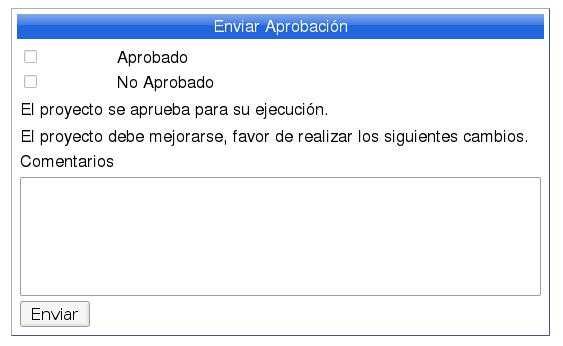 Enviar Aprobación
Aprobado
No Aprobado
El proyecto se aprueba para su ejecución.
El proyecto debe mejorarse, favor de realizar los siguientes cambios.
Comentarios
Enviar